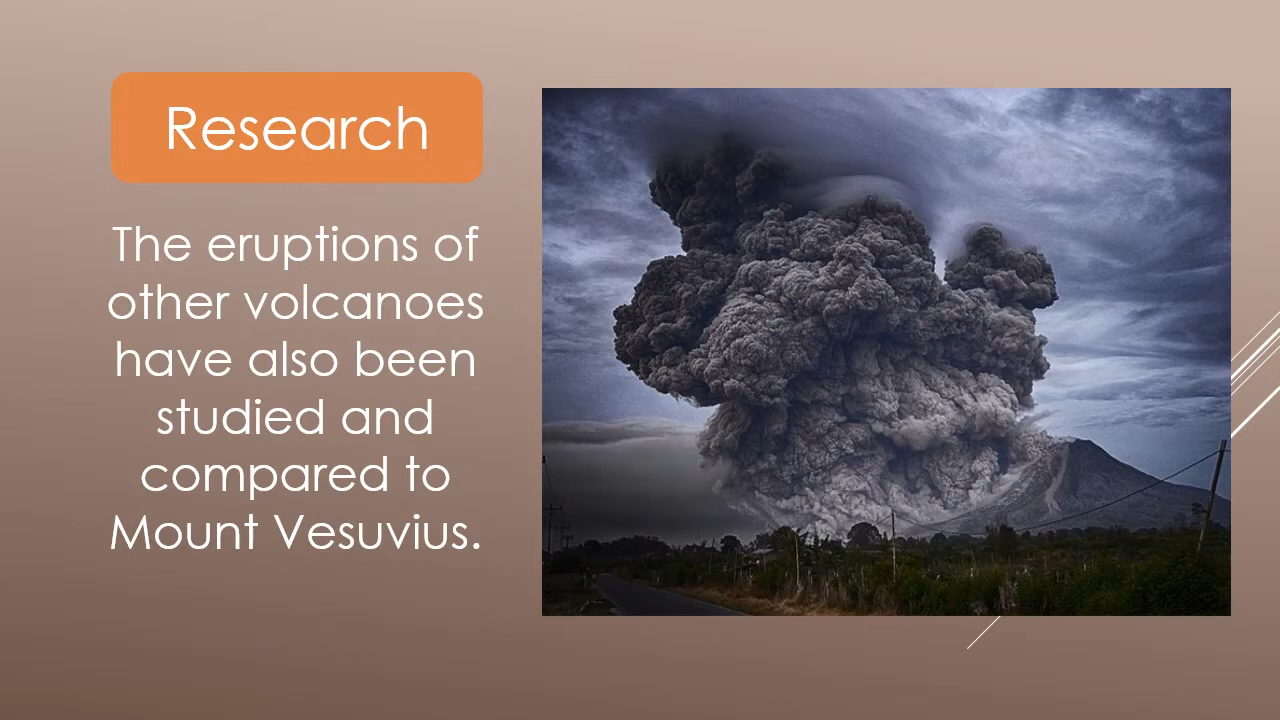 Research
The eruptions of
other volcanoes
have also been
studied and
compared to
Mount Vesuvius.